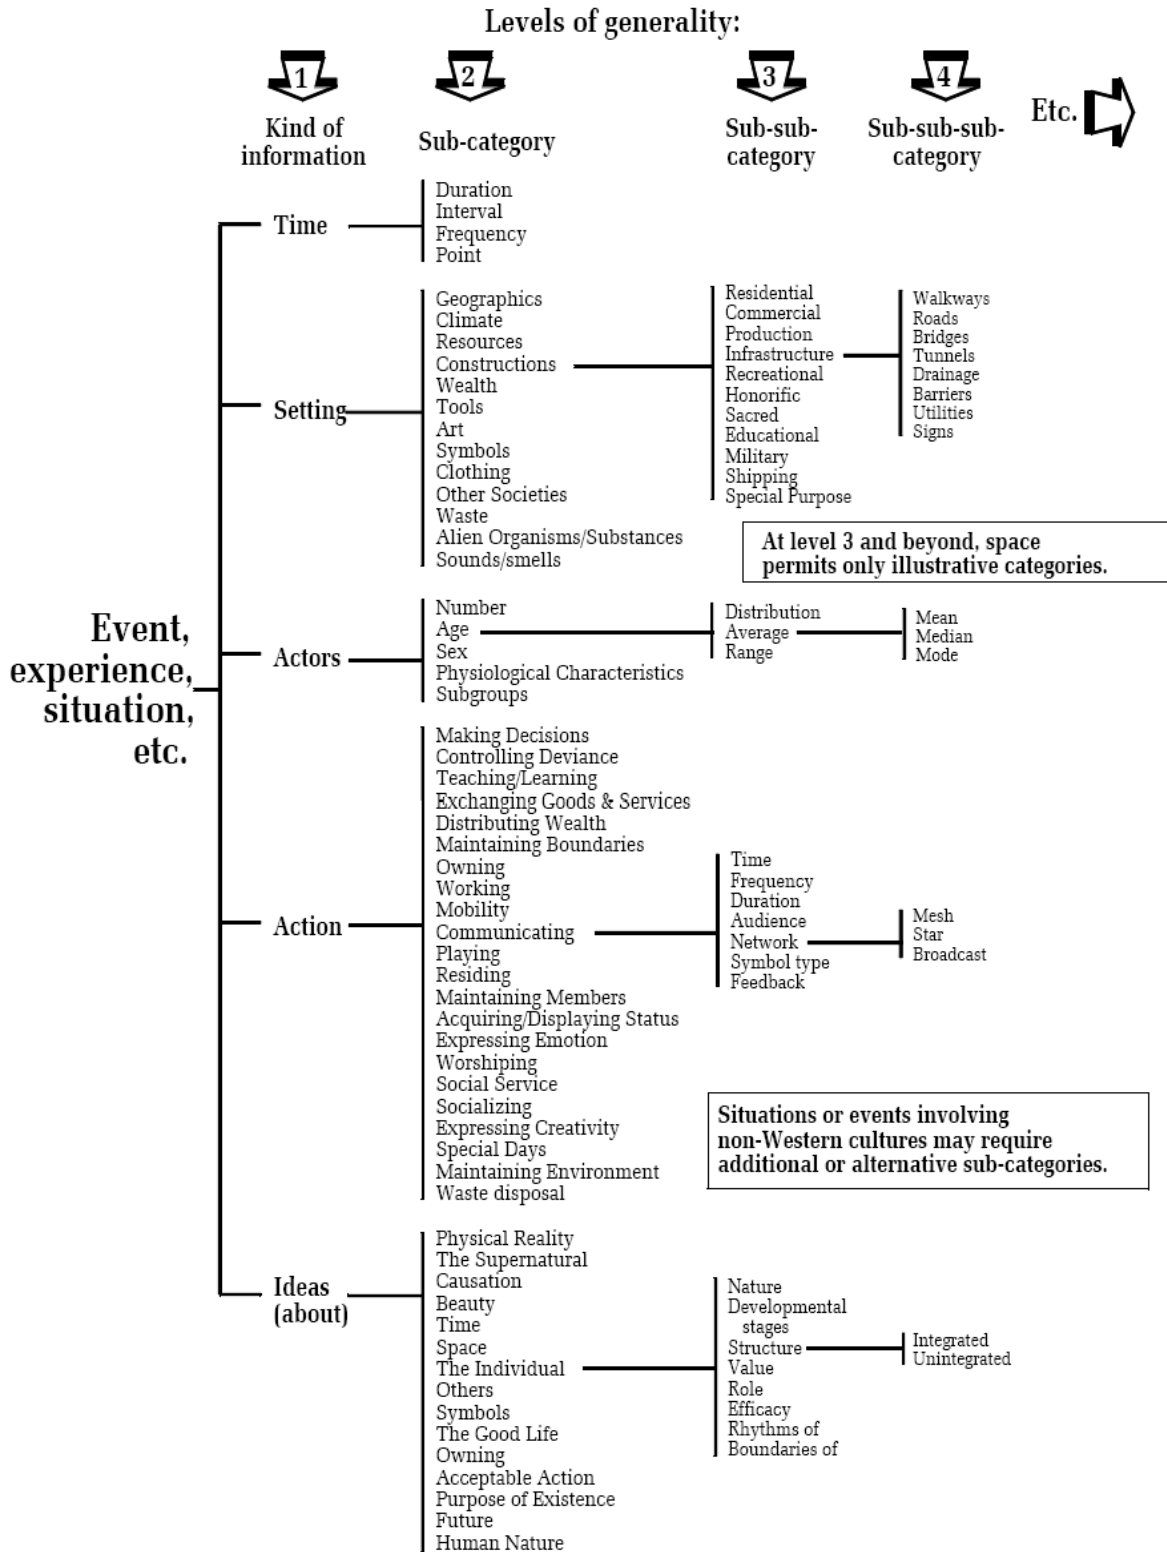 Levels of generality:
1
2
3
4
Etc.
Kind of
information
Sub-category
Sub-sub-
category
Sub-sub-sub-
category
Event,
experience,
situation,
etc.
Time
Duration
Interval
Frequency
Point
Setting
Geographics
Climate
Resources
Constructions
Wealth
Tools
Art
Symbols
Clothing
Other Societies
Waste
Alien Organisms/Substances
Sounds/smells
Residential
Commercial
Production
Infrastructure
Recreational
Honorific
Sacred
Educational
Military
Shipping
Special Purpose
Walkways
Roads
Bridges
Tunnels
Drainage
Barriers
Utilities
Signs
At level 3 and beyond, space
permits only illustrative categories.
Actors
Number
Age
Sex
Physiological Characteristics
Subgroups
Distribution
Average
Range
Mean
Median
Mode
Action
Making Decisions
Controlling Deviance
Teaching/Learning
Exchanging Goods & Services
Distributing Wealth
Maintaining Boundaries
Owning
Working
Mobility
Communicating
Playing
Residing
Maintaining Members
Acquiring/Displaying Status
Expressing Emotion
Worshiping
Social Service
Socializing
Expressing Creativity
Special Days
Maintaining Environment
Waste disposal
Time
Frequency
Duration
Audience
Network
Symbol type
Feedback
Mesh
Star
Broadcast
Situations or events involving
non-Western cultures may require
additional or alternative sub-categories.
Ideas
(about)
Physical Reality
The Supernatural
Causation
Beauty
Time
Space
The Individual
Others
Symbols
The Good Life
Owning
Acceptable Action
Purpose of Existence
Future
Human Nature
Nature
Developmental
stages
Structure
Value
Role
Efficacy
Rhythms of
Boundaries of
Integrated
Unintegrated